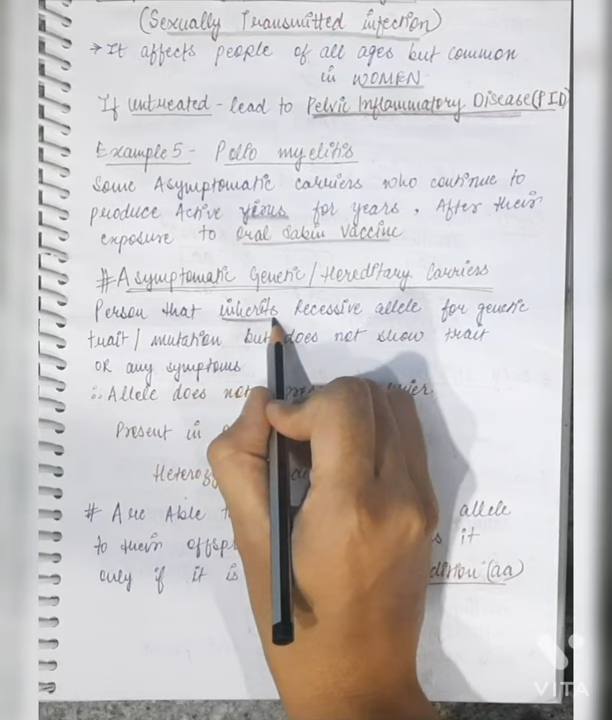 (Sexually Transmitted infection)
→ It affects people of all ages but common
in WOMEN
If untreated - lead to Pelvic Inflammatory Disease (PID)
Example 5 - Polio myelitis
Some Asymptomatic carriers who continue to
produce Active virus for years, After their
exposure to oral Sabin Vaccine
# Asymptomatic Genetic / Hereditary Carriers
Person that inherits Recessive allele for genetic
trait / mutation but does not show trait
OR any symptoms
∴ Allele does not
Present in
# Are Able allele
to their it
only if it is (aa)
VITA